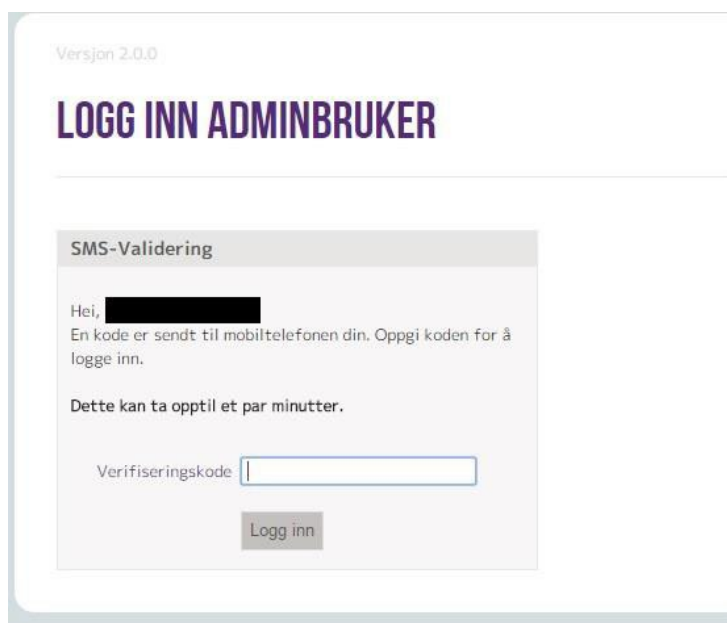 Versjon 2.0.0
LOGG INN ADMINBRUKER
SMS-Validering
Hei,
En kode er sendt til mobiltelefonen din. Oppgi koden for å
logge inn.
Dette kan ta opptil et par minutter.
Verifiseringskode
Logg inn